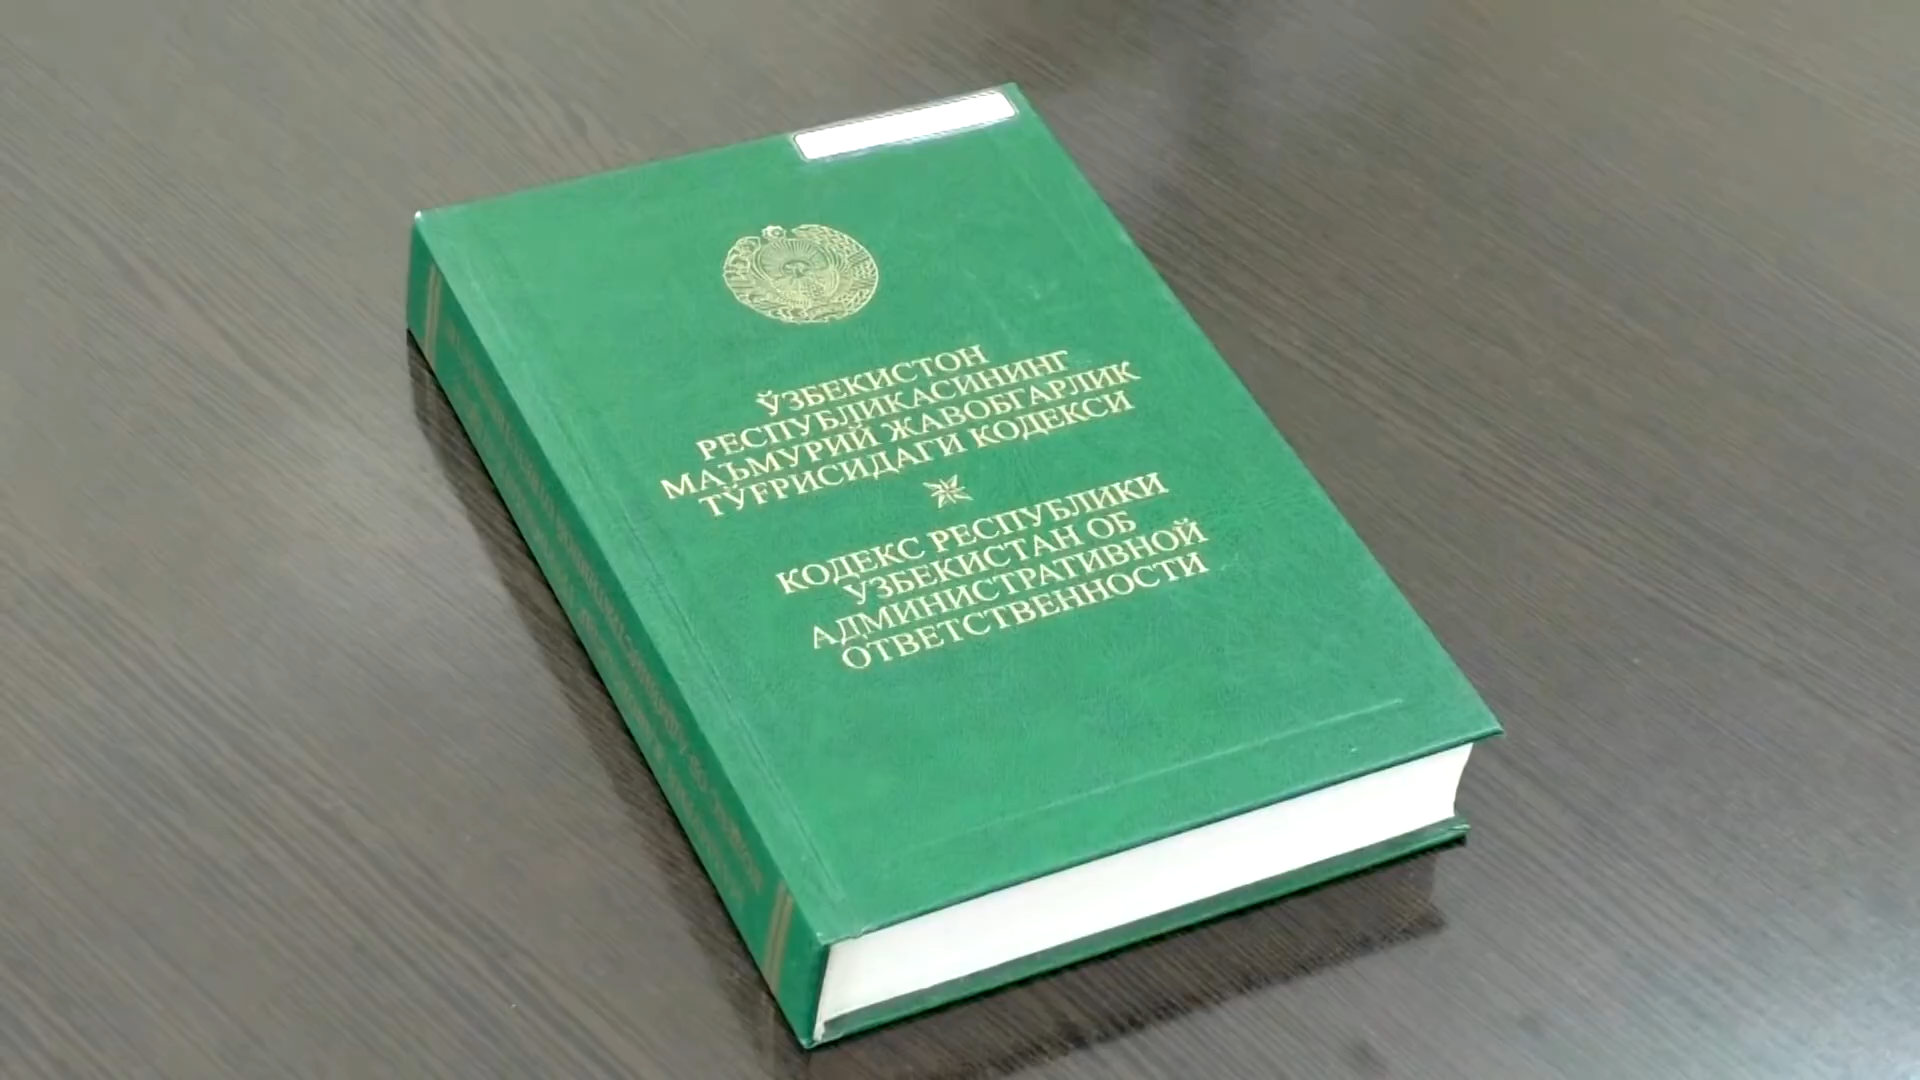 ЎЗБЕКИСТОН
РЕСПУБЛИКАСИНИНГ
МАЪМУРИЙ ЖАВОБГАРЛИК
ТЎҒРИСИДАГИ КОДЕКСИ
КОДЕКС РЕСПУБЛИКИ
УЗБЕКИСТАН ОБ
АДМИНИСТРАТИВНОЙ
ОТВЕТСТВЕННОСТИ